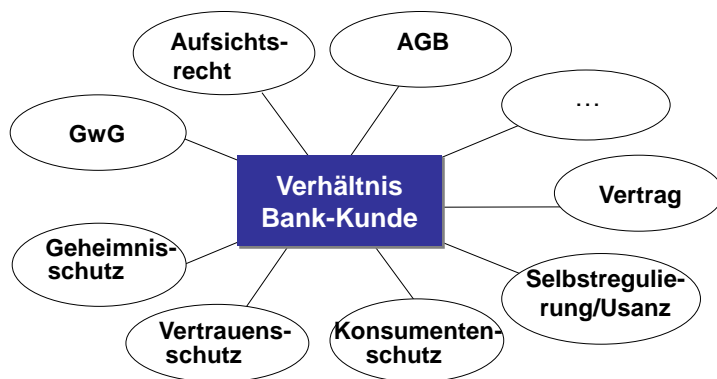 Aufsichts-
recht
AGB
...
GwG
Verhältnis
Bank-Kunde
Vertrag
Geheimnis-
schutz
Selbstregulie-
rung/Usanz
Vertrauens-
schutz
Konsumenten-
schutz